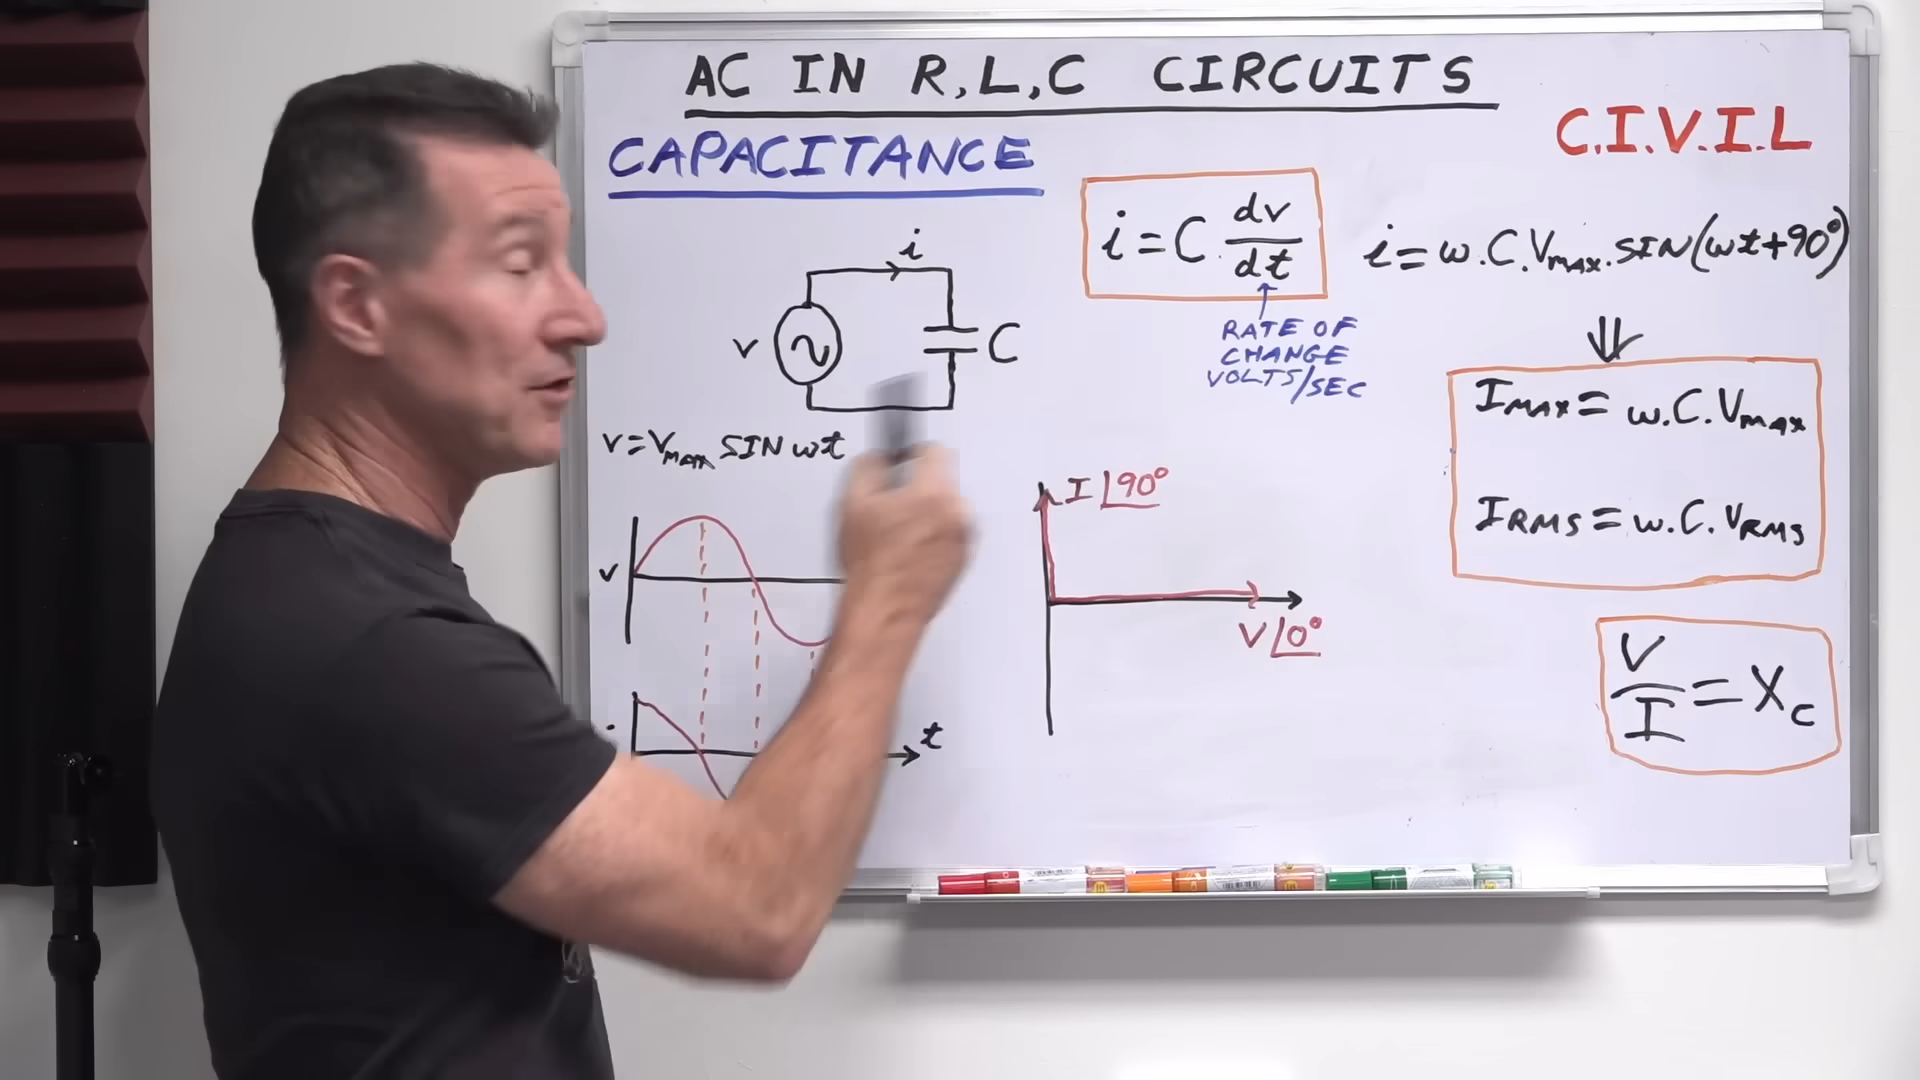 AC IN R,L,C CIRCUITS
C.I.V.I.L
CAPACITANCE
i
v
C
v=Vmax SIN ωt
i=C.dv/dt
RATE OF
CHANGE
VOLTS/SEC
i=ω.C.Vmax.SIN(ωt+90°)
⇓
IMAX=ω.C.Vmax
IRMS=ω.C.VRMS
V/I=Xc
v
t
I∠90°
V∠0°